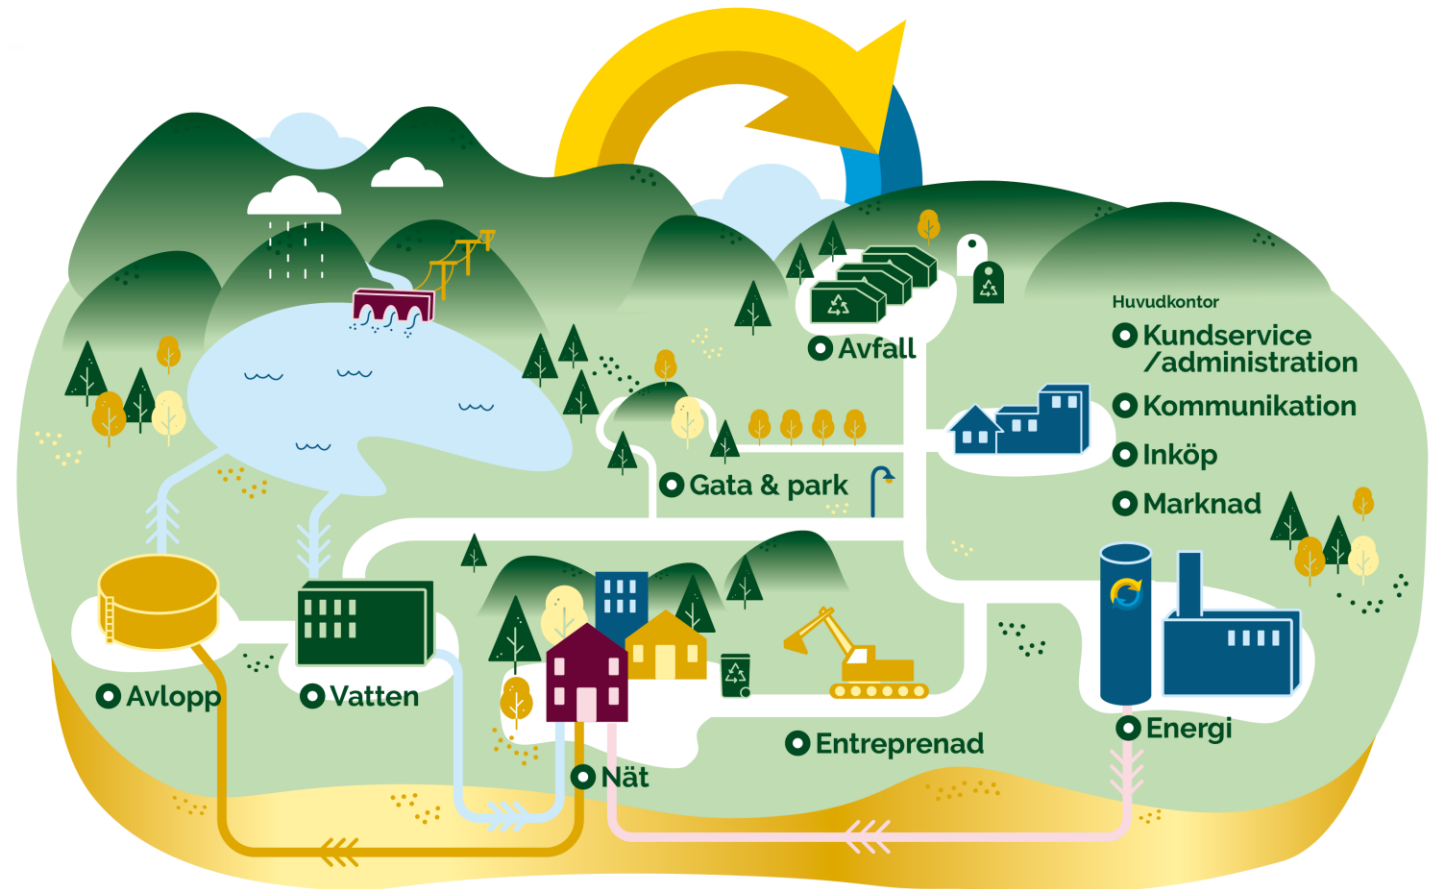 Huvudkontor
Kundservice
/administration
Avfall
Kommunikation
Inköp
Gata & park
Marknad
Avlopp
Vatten
Energi
Entreprenad
Nät